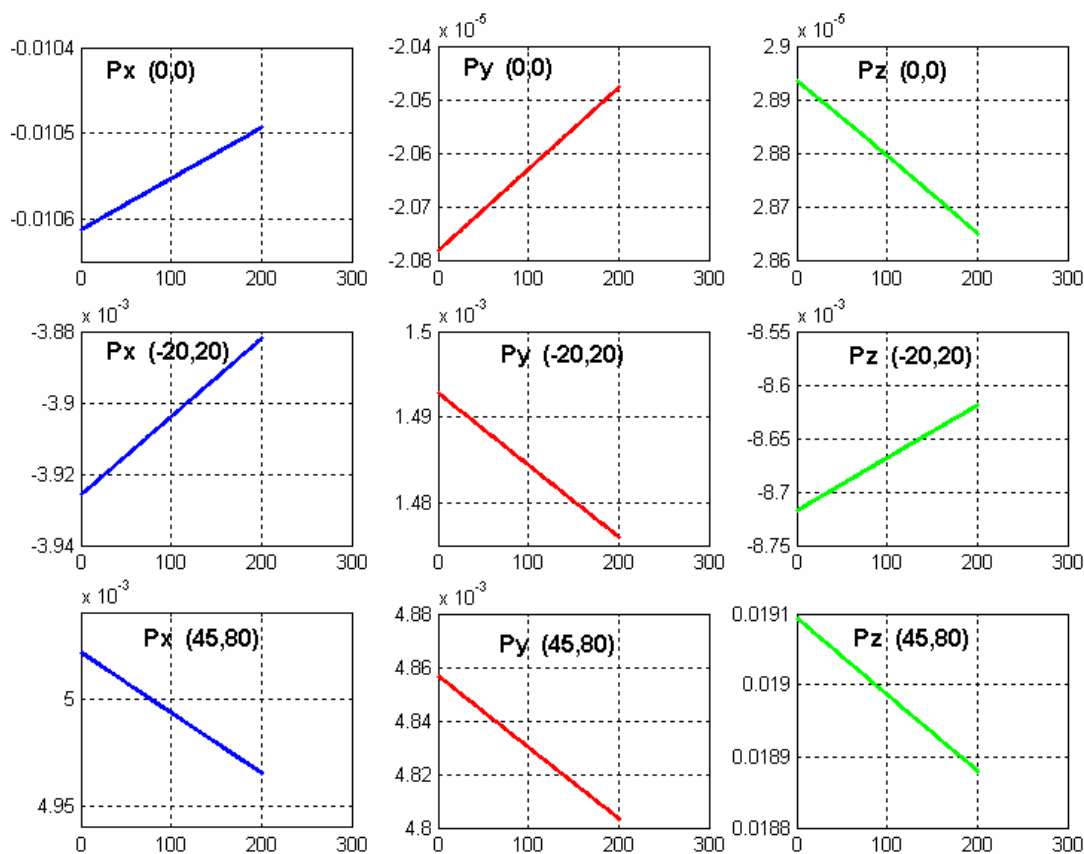 x 10^-5
x 10^-5
-0.0104
-2.04
2.9
Px (0,0)
Py (0,0)
Pz (0,0)
-2.05
2.89
-0.0105
-2.06
2.88
-2.07
2.87
-0.0106
-2.08
2.86
0 100 200 300
0 100 200 300
0 100 200 300
x 10^-3
x 10^-3
x 10^-3
-3.88
1.5
-8.55
Px (-20,20)
Py (-20,20)
Pz (-20,20)
-8.6
-3.9
1.49
-8.65
-3.92
1.48
-8.7
-3.94
-8.75
0 100 200 300
0 100 200 300
0 100 200 300
x 10^-3
x 10^-3
4.88
0.0191
Px (45,80)
Py (45,80)
Pz (45,80)
4.86
5
0.019
4.84
4.82
0.0189
4.95
4.8
0.0188
0 100 200 300
0 100 200 300
0 100 200 300